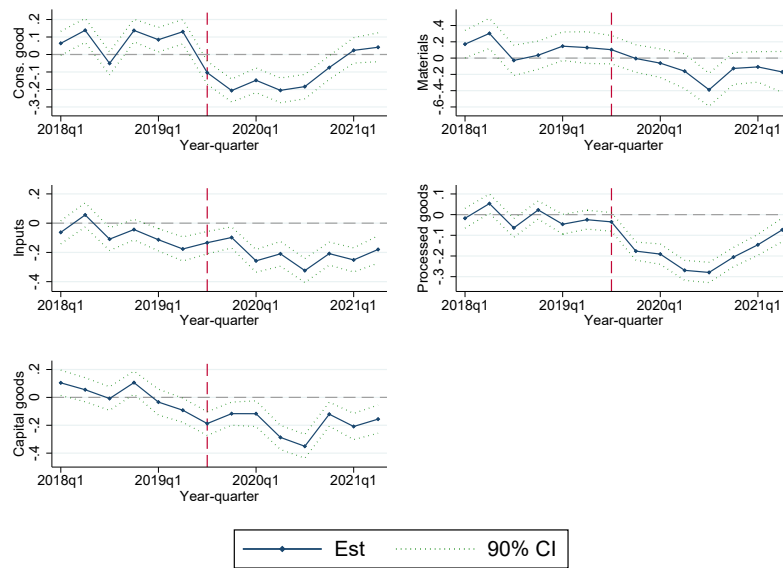 Cons. good
.2
.1
0
-.1
-.2
-.3
2018q1 2019q1 2020q1 2021q1
Year-quarter
Materials
.4
.2
0
-.2
-.4
-.6
2018q1 2019q1 2020q1 2021q1
Year-quarter
Inputs
.2
0
-.2
-.4
2018q1 2019q1 2020q1 2021q1
Year-quarter
Processed goods
.1
0
-.1
-.2
-.3
2018q1 2019q1 2020q1 2021q1
Year-quarter
Capital goods
.2
0
-.2
-.4
2018q1 2019q1 2020q1 2021q1
Year-quarter
Est 90% CI